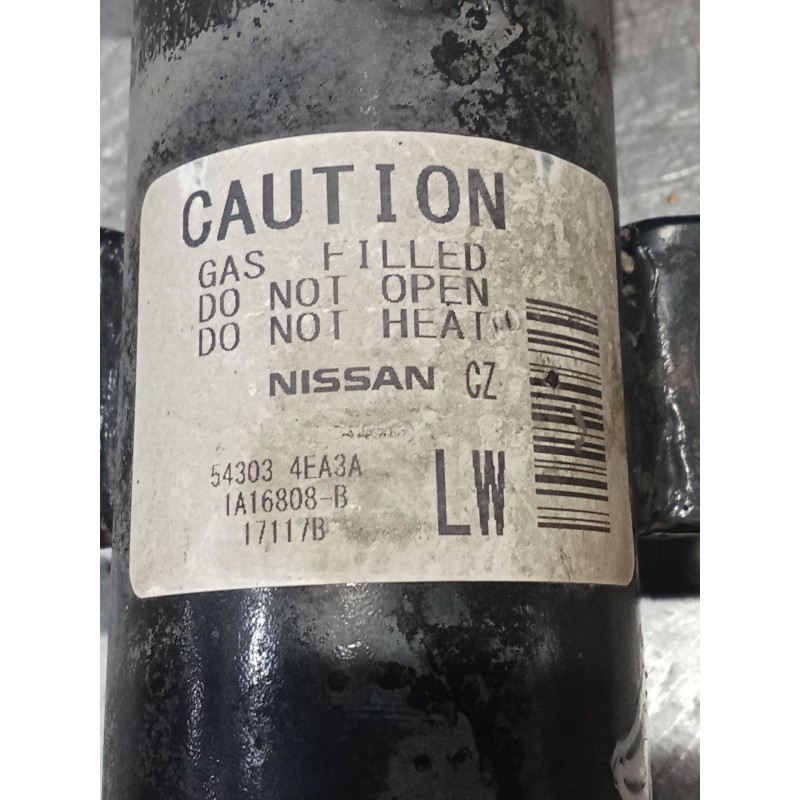 CAUTION
GAS FILLED
DO NOT OPEN
DO NOT HEAT
NISSAN CZ
54303 4EA3A
1A16808-B
17117B
LW